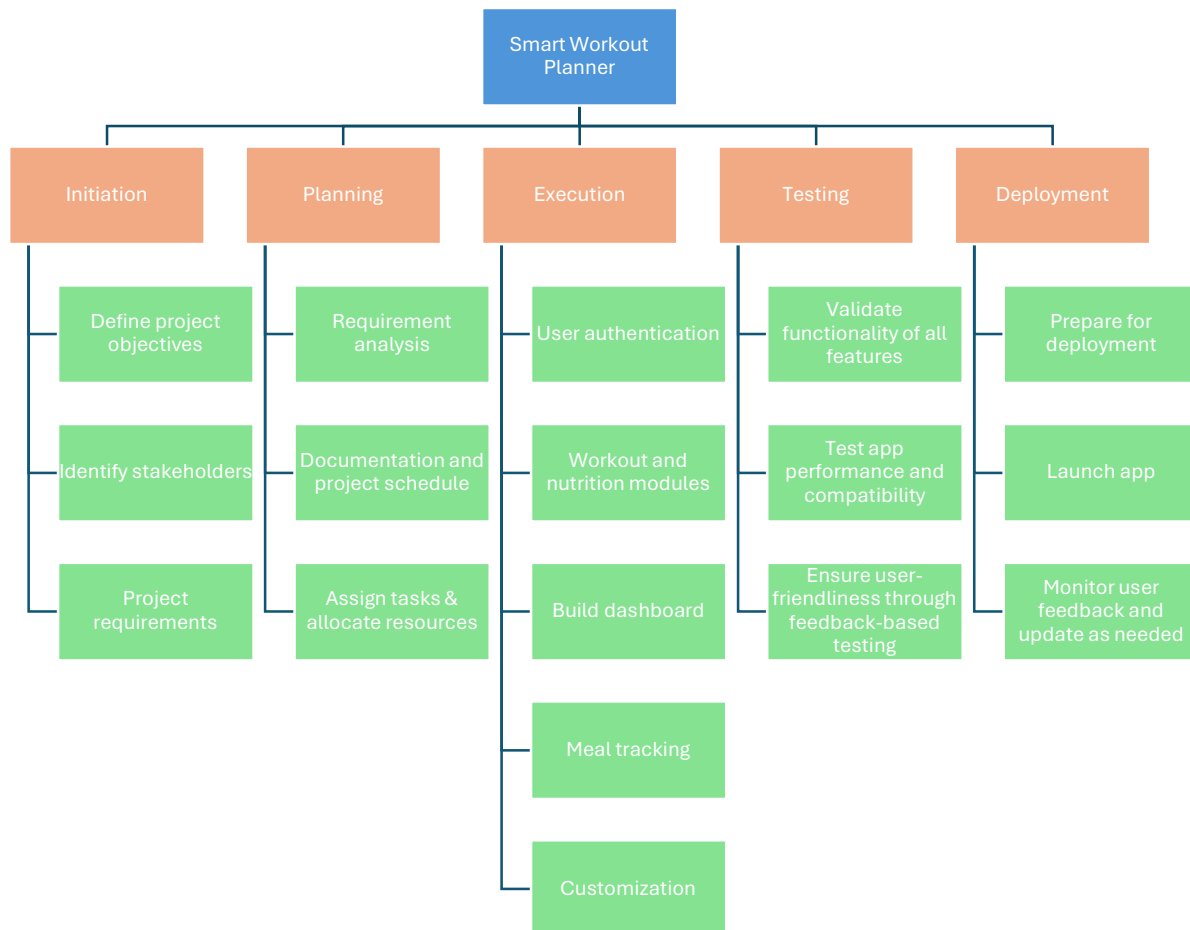 Smart Workout
Planner
Initiation
Planning
Execution
Testing
Deployment
Define project
objectives
Identify stakeholders
Project
requirements
Requirement
analysis
Documentation and
project schedule
Assign tasks &
allocate resources
User authentication
Workout and
nutrition modules
Build dashboard
Meal tracking
Customization
Validate
functionality of all
features
Test app
performance and
compatibility
Ensure user-
friendliness through
feedback-based
testing
Prepare for
deployment
Launch app
Monitor user
feedback and
update as needed